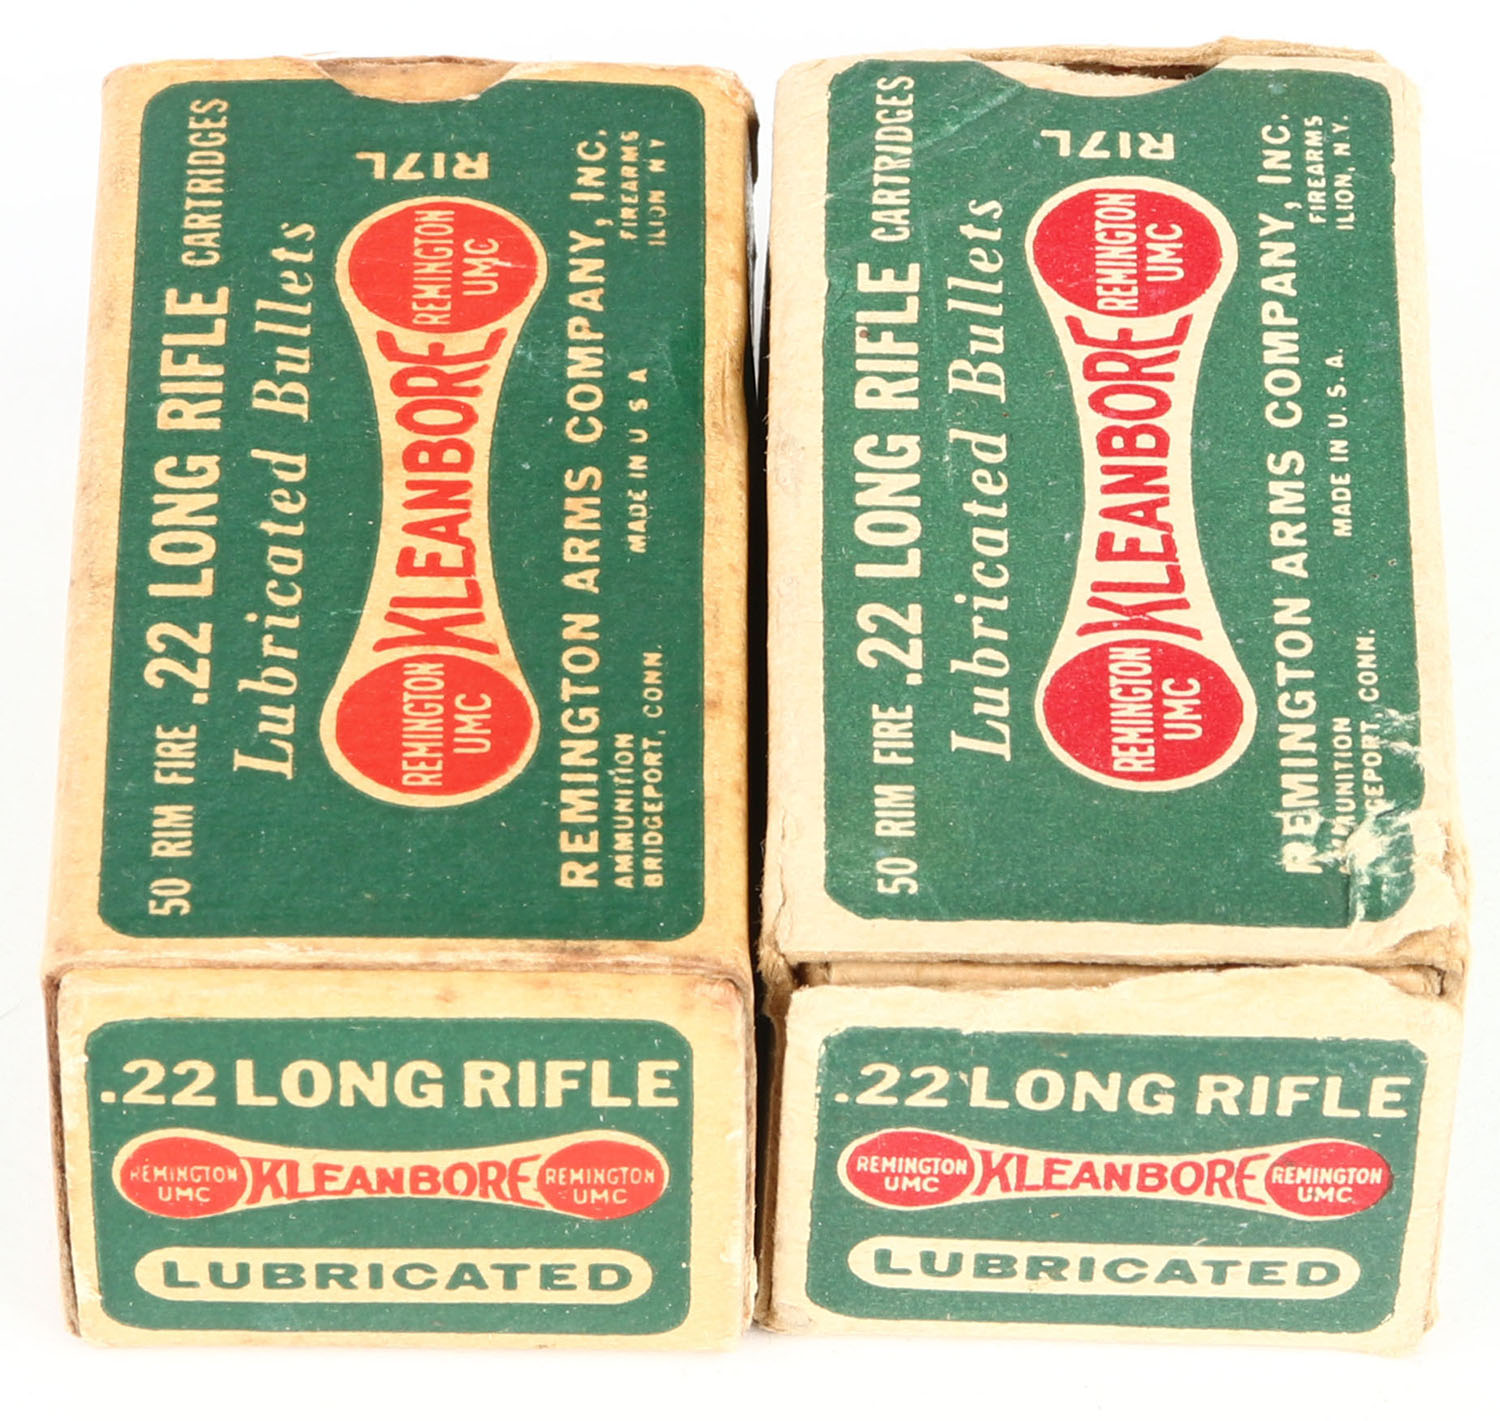 50 RIM FIRE .22 LONG RIFLE CARTRIDGES
Lubricated Bullets
REMINGTON UMC
KLEANBORE
REMINGTON UMC
R17L
REMINGTON ARMS COMPANY, INC.
AMMUNITION MADE IN U S A FIREARMS
BRIDGEPORT, CONN. ILION N Y
.22 LONG RIFLE
REMINGTON UMC
KLEANBORE
REMINGTON UMC
LUBRICATED
50 RIM FIRE .22 LONG RIFLE CARTRIDGES
Lubricated Bullets
REMINGTON UMC
KLEANBORE
REMINGTON UMC
R17L
REMINGTON ARMS COMPANY, INC.
MADE IN U. S. A. FIREARMS
CONN. ILION, N.Y.
.22 LONG RIFLE
REMINGTON UMC
KLEANBORE
REMINGTON UMC
LUBRICATED